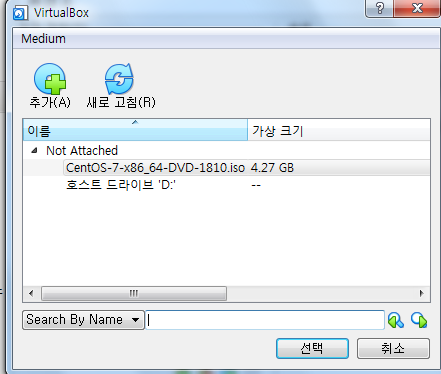 VirtualBox
Medium
추가(A) 새로 고침(R)
이름 가상 크기
Not Attached
CentOS-7-x86_64-DVD-1810.iso 4.27 GB
호스트 드라이브 'D:' --
Search By Name
선택 취소